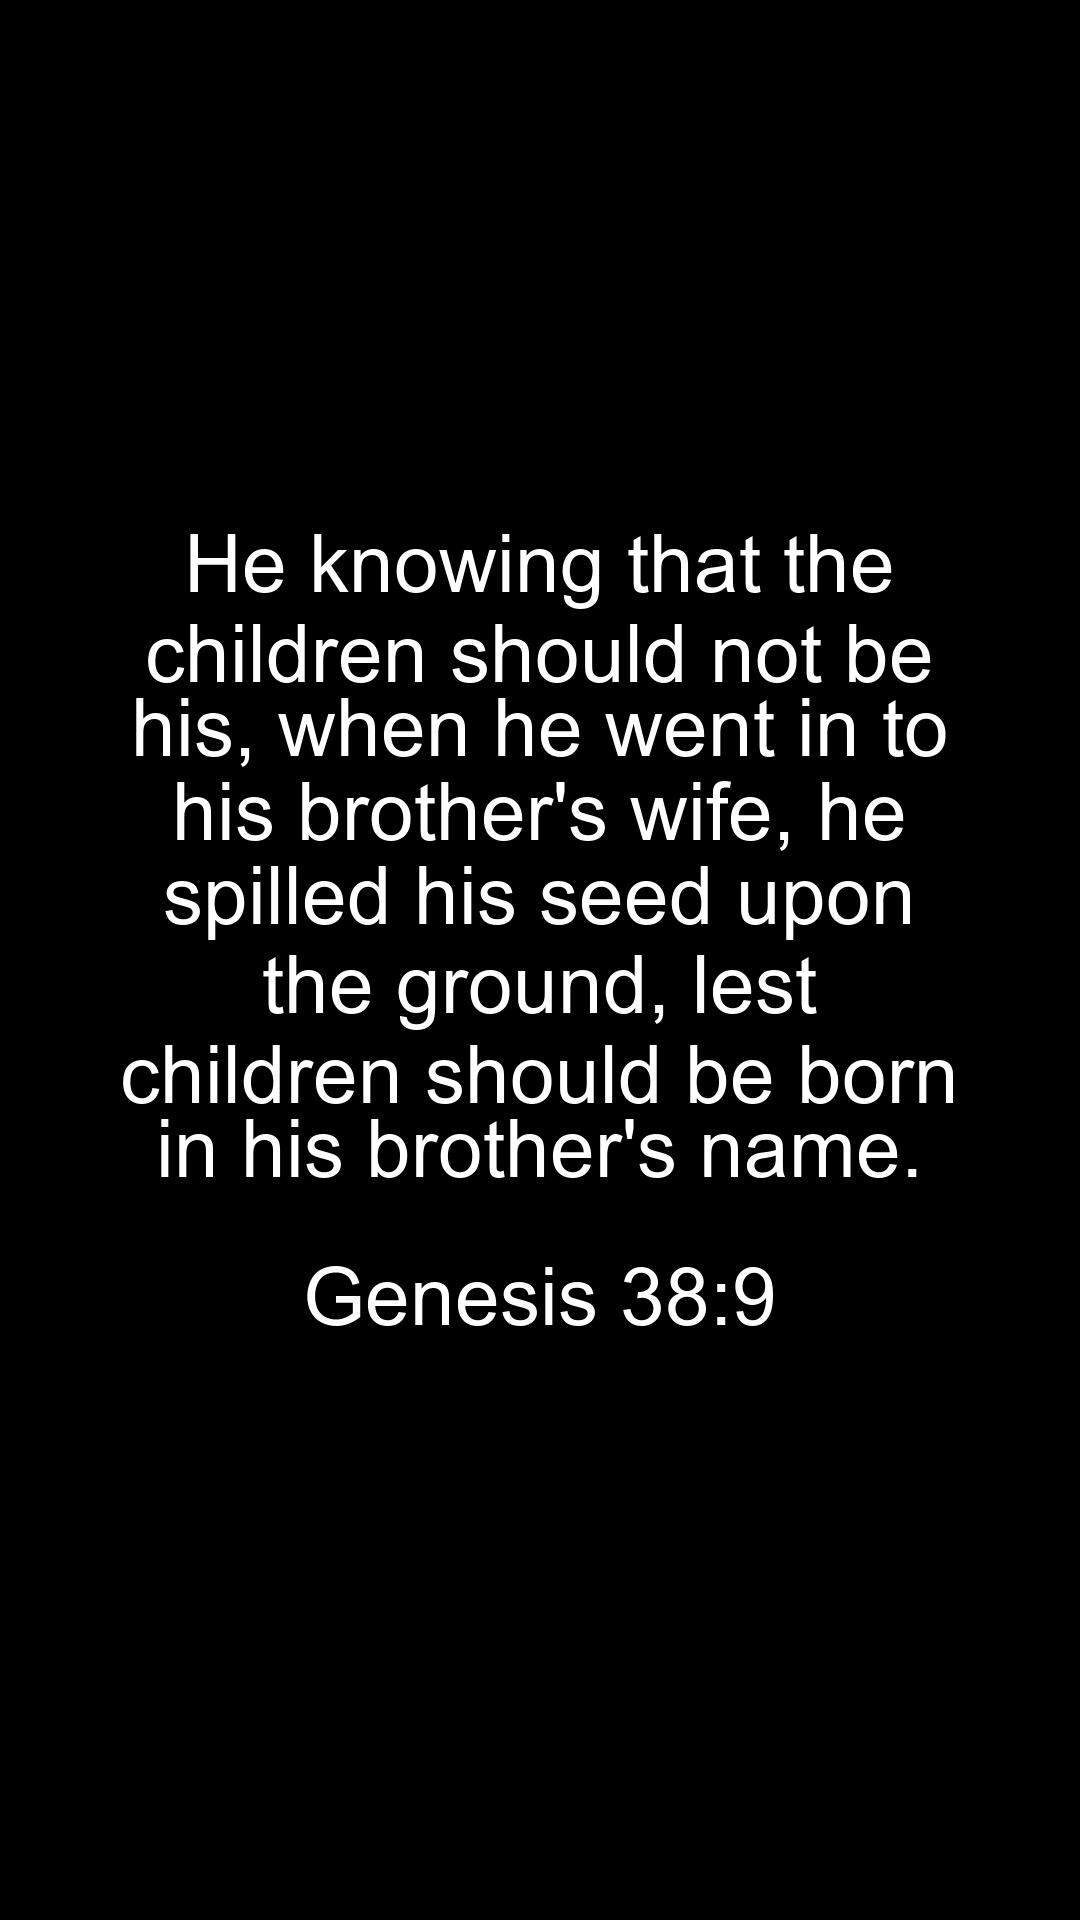 He knowing that the
children should not be
his, when he went in to
his brother's wife, he
spilled his seed upon
the ground, lest
children should be born
in his brother's name.
Genesis 38:9